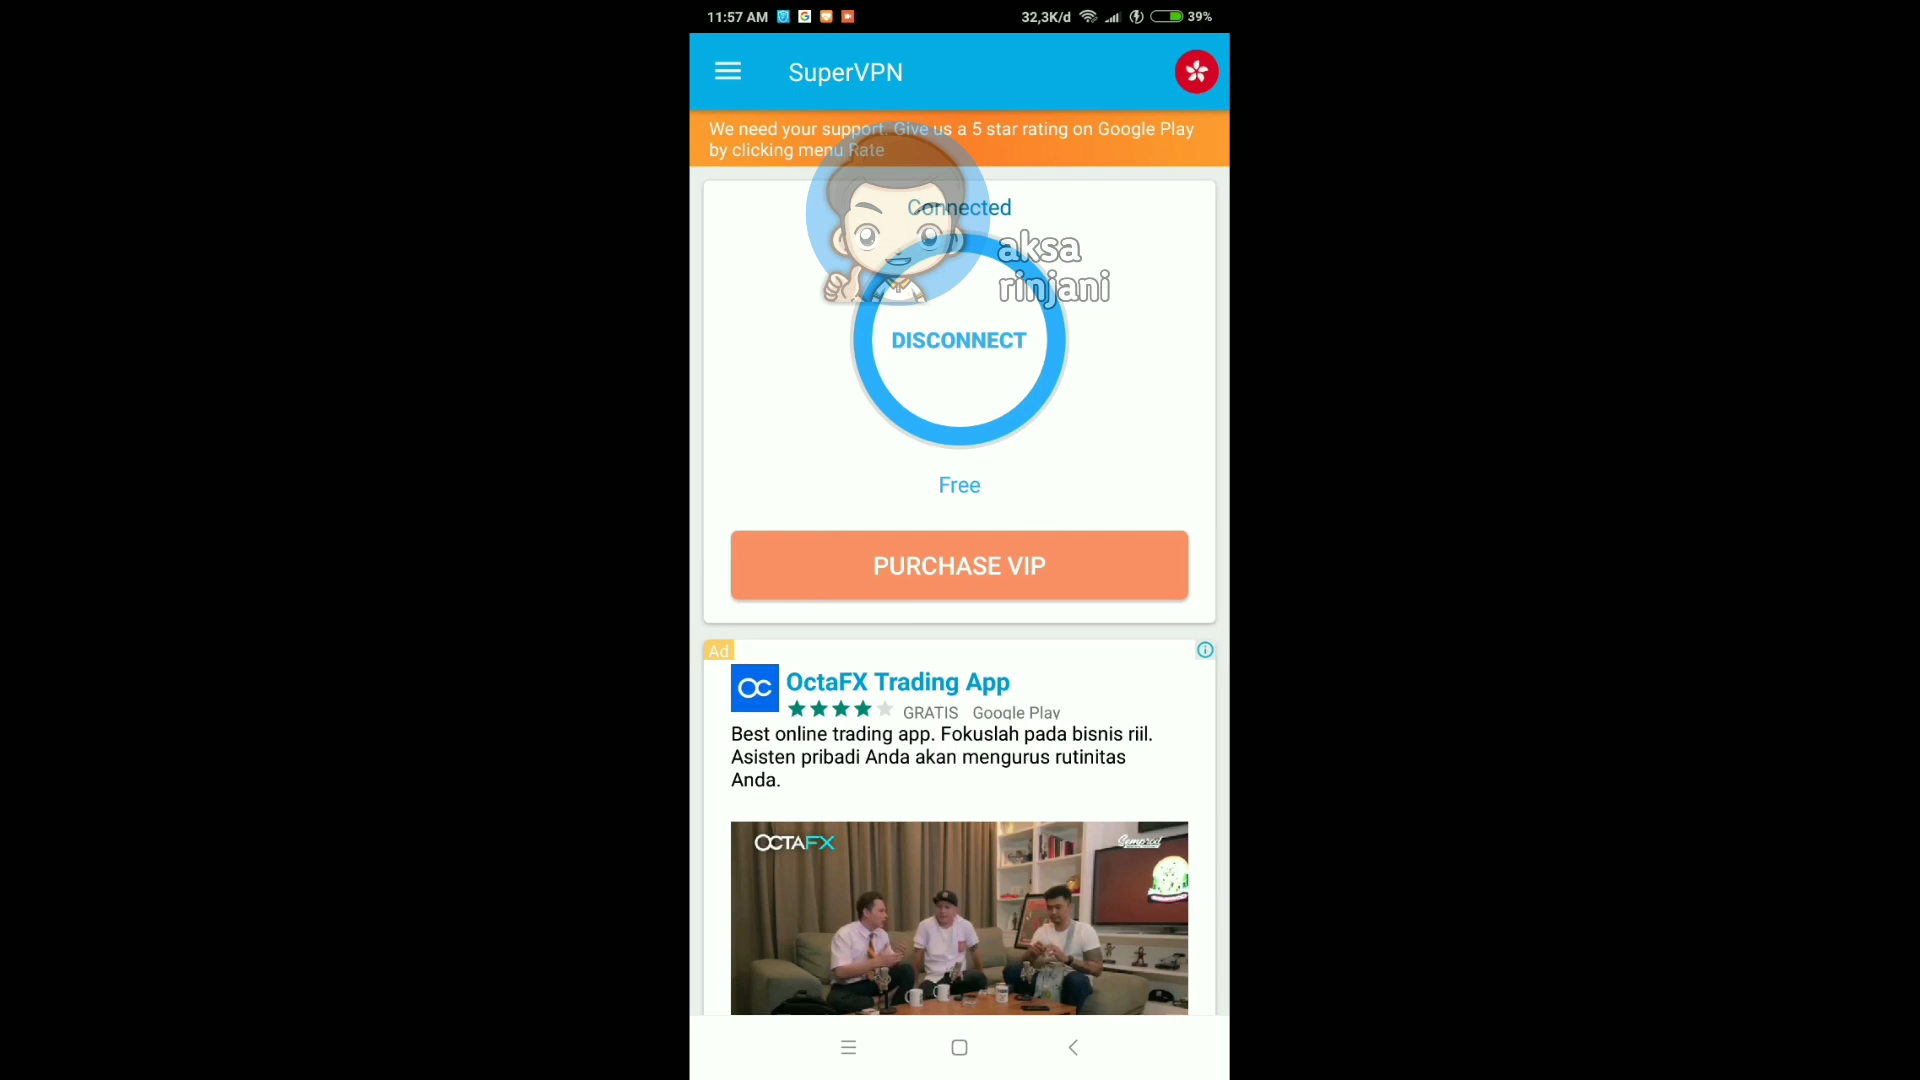 11:57 AM
32,3K/d
39%
SuperVPN
We need your support. Give us a 5 star rating on Google Play
by clicking menu Rate
Connected
aksa
rinjani
DISCONNECT
Free
PURCHASE VIP
Ad
OctaFX Trading App
GRATIS Google Play
Best online trading app. Fokuslah pada bisnis riil.
Asisten pribadi Anda akan mengurus rutinitas
Anda.
OC
OCTAFX
Semprod